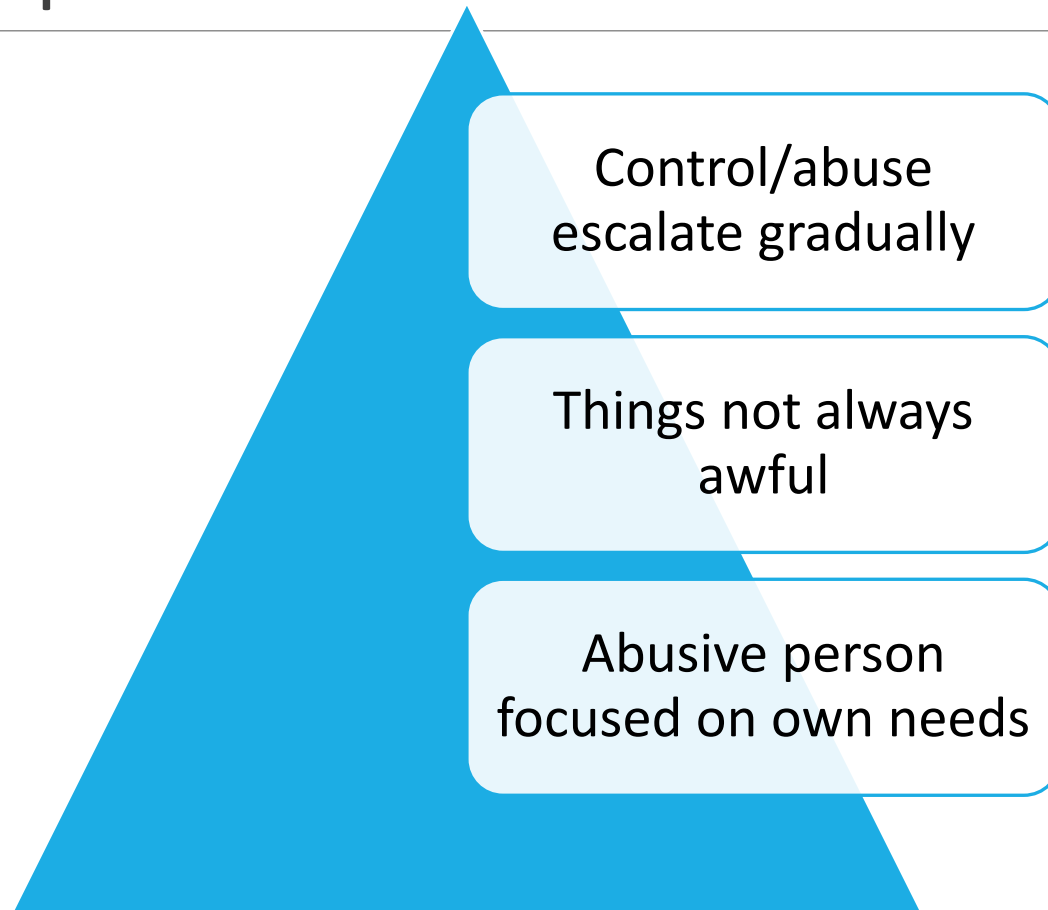 Control/abuse
escalate gradually
Things not always
awful
Abusive person
focused on own needs